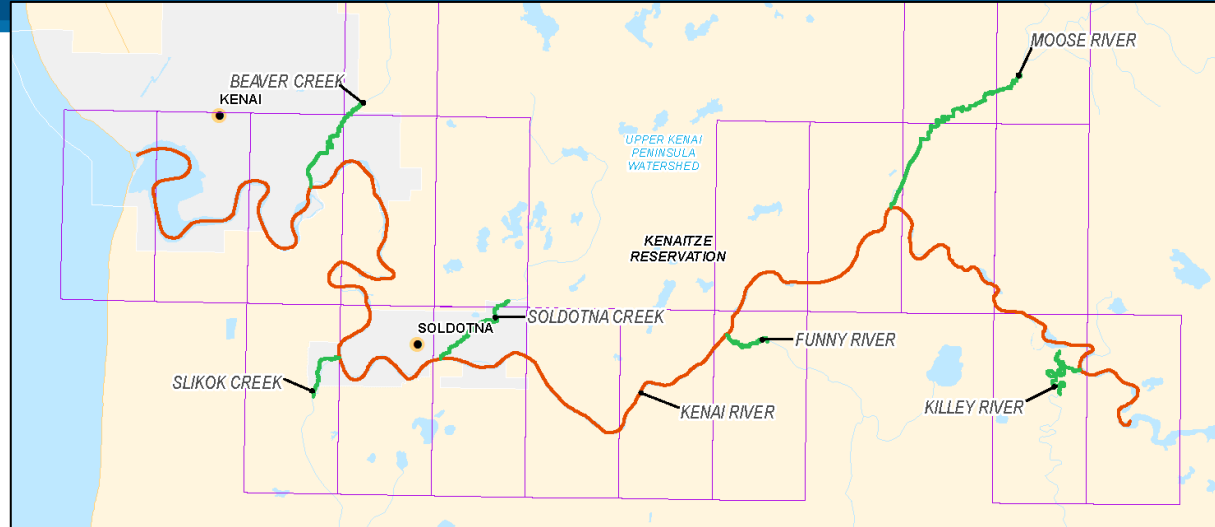 MOOSE RIVER
BEAVER CREEK
KENAI
UPPER KENAI
PENINSULA
WATERSHED
KENAITZE
RESERVATION
SOLDOTNA CREEK
SOLDOTNA
FUNNY RIVER
SLIKOK CREEK
KENAI RIVER
KILLEY RIVER